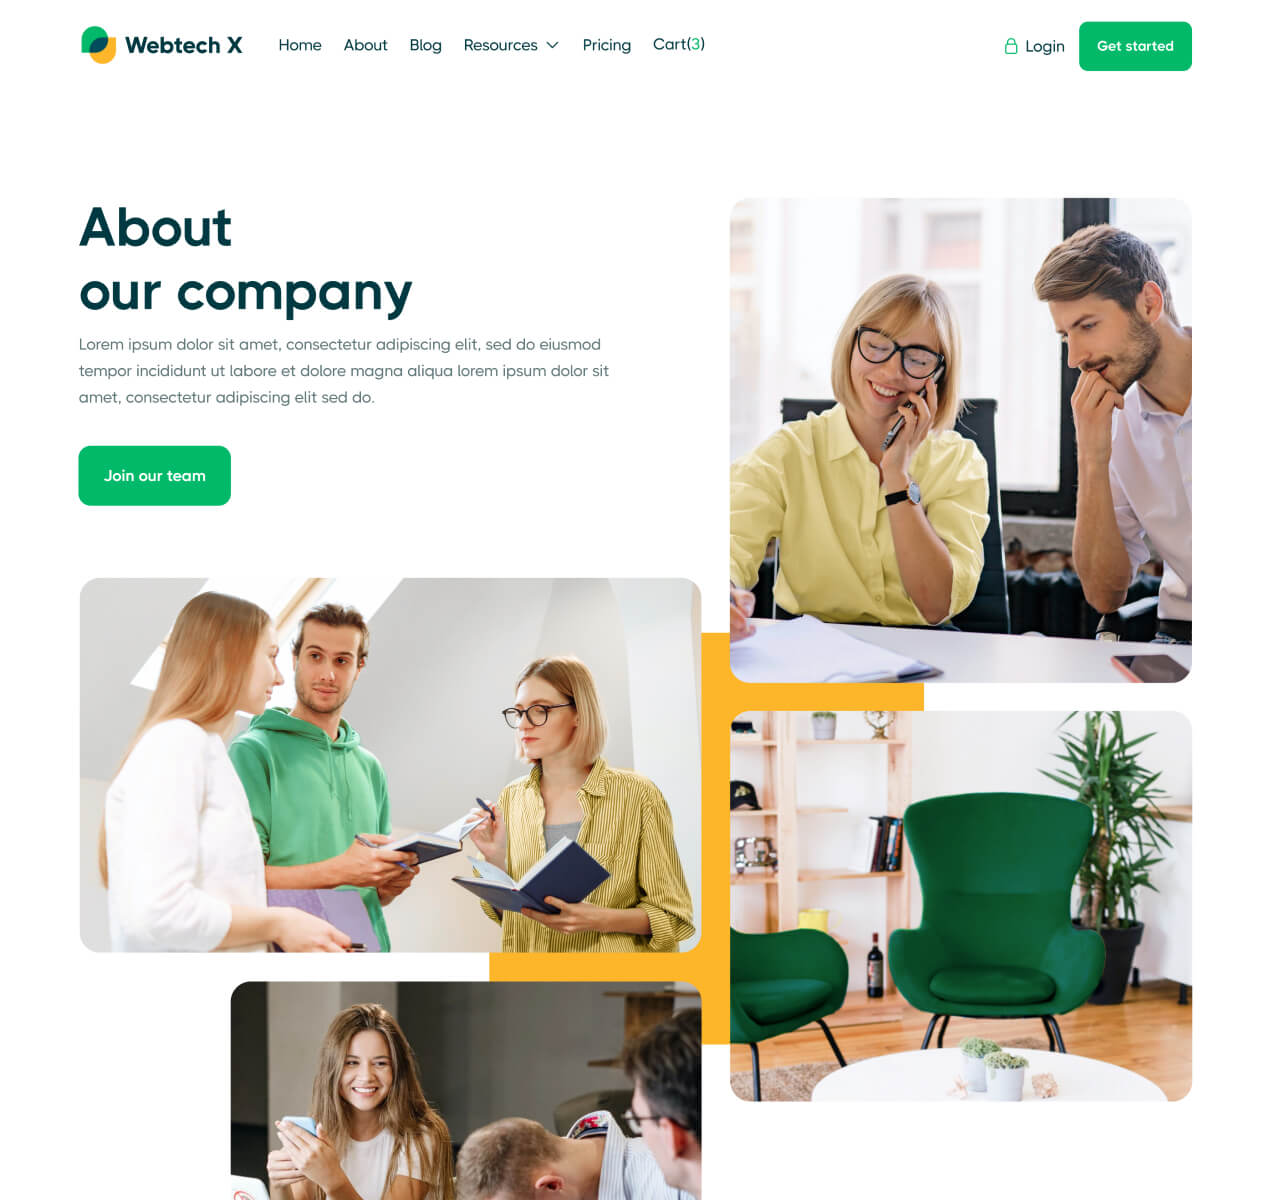 Webtech X Home About Blog Resources Pricing Cart(3) Login Get started
About
our company
Lorem ipsum dolor sit amet, consectetur adipiscing elit, sed do eiusmod
tempor incididunt ut labore et dolore magna aliqua lorem ipsum dolor sit
amet, consectetur adipiscing elit sed do.
Join our team